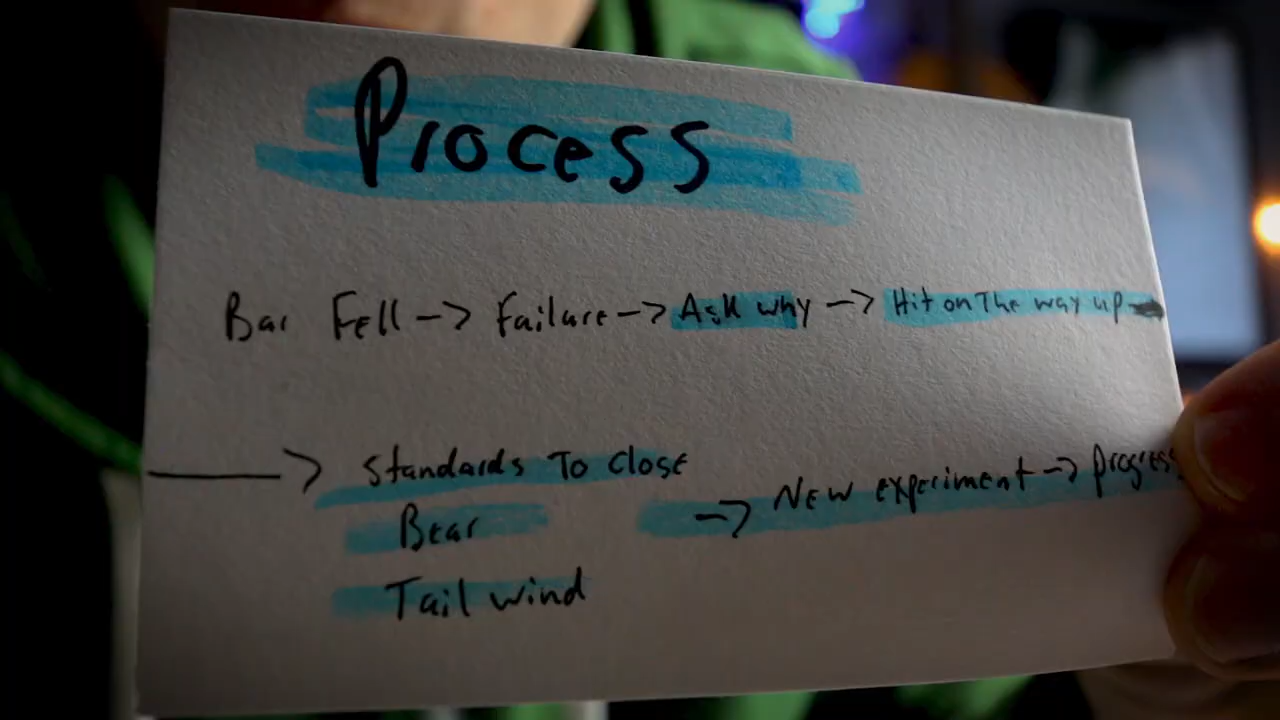 Process
Bar Fell -> failure -> Ask why -> Hit on The way up ->
-> Standards To close
Bear -> New experiment -> progress
Tail wind